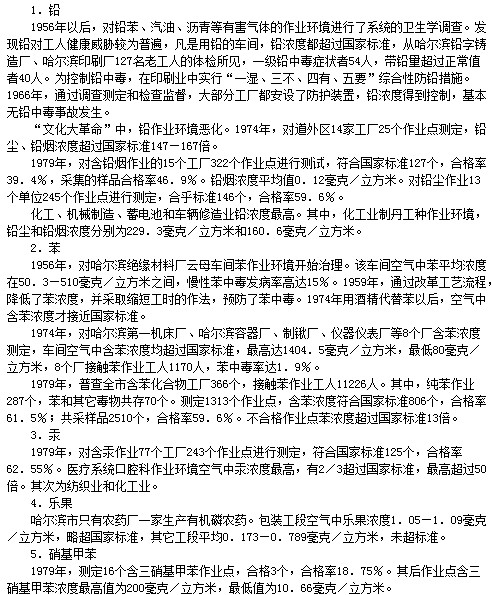 1．铅
1956年以后，对铅苯、汽油、沥青等有害气体的作业环境进行了系统的卫生学调查。发
现铅对工人健康威胁较为普遍，凡是用铅的车间，铅浓度都超过国家标准，从哈尔滨铅字铸
造厂、哈尔滨印刷厂127名老工人的体检所见，一级铅中毒症状者54人，带铅量超过正常值
者40人。为控制铅中毒，在印刷业中实行“一湿、三不、四有、五要”综合性防铅措施。
1966年，通过调查测定和检查监督，大部分工厂都安设了防护装置，铅浓度得到控制，基本
无铅中毒事故发生。
“文化大革命”中，铅作业环境恶化。1974年，对道外区14家工厂25个作业点测定，铅
尘、铅烟浓度超过国家标准147—167倍。
1979年，对含铅烟作业的15个工厂322个作业点进行测试，符合国家标准127个，合格率
39．4％，采集的样品合格率46．9％。铅烟浓度平均值0．12毫克／立方米。对铅尘作业13
个单位245个作业点进行测定，合乎标准146个，合格率59．6％。
化工、机械制造、蓄电池和车辆修造业铅浓度最高。其中，化工业制丹工种作业环境，
铅尘和铅烟浓度分别为229．3毫克／立方米和160．6毫克／立方米。
2．苯
1956年，对哈尔滨绝缘材料厂云母车间苯作业环境开始治理。该车间空气中苯平均浓度
在50．3—510毫克／立方米之间，慢性苯中毒发病率高达15％。1959年，通过改革工艺流程，
降低了苯浓度，并采取缩短工时的作法，预防了苯中毒。1974年用酒精代替苯以后，空气中
含苯浓度才接近国家标准。
1974年，对哈尔滨第一机床厂、哈尔滨容器厂、制锹厂、仪器仪表厂等8个厂含苯浓度
测定，车间空气中含苯浓度均超过国家标准，最高达1404．5毫克／立方米，最低80毫克／
立方米，8个厂接触苯作业工人1170人，苯中毒率达1．9％。
1979年，普查全市含苯化合物工厂366个，接触苯作业工人11226人。其中，纯苯作业
287个，苯和其它毒物共存70个。测定1313个作业点，含苯浓度符合国家标准806个，合格率
61．5％；共采样品2510个，合格率59．6％。不合格作业点苯浓度超过国家标准13倍。
3．汞
1979年，对含汞作业77个工厂243个作业点进行测定，符合国家标准125个，合格率
62．55％。医疗系统口腔科作业环境空气中汞浓度最高，有2／3超过国家标准，最高超过50
倍。其次为纺织业和化工业。
4．乐果
哈尔滨市只有农药厂一家生产有机磷农药。包装工段空气中乐果浓度1．05—1．09毫克
／立方米，略超国家标准，其它工段平均0．173—0．789毫克／立方米，未超标准。
5．硝基甲苯
1979年，测定16个含三硝基甲苯作业点，合格3个，合格率18．75％。其后作业点含三
硝基甲苯浓度最高值为200毫克／立方米，最低值为10．66毫克／立方米。